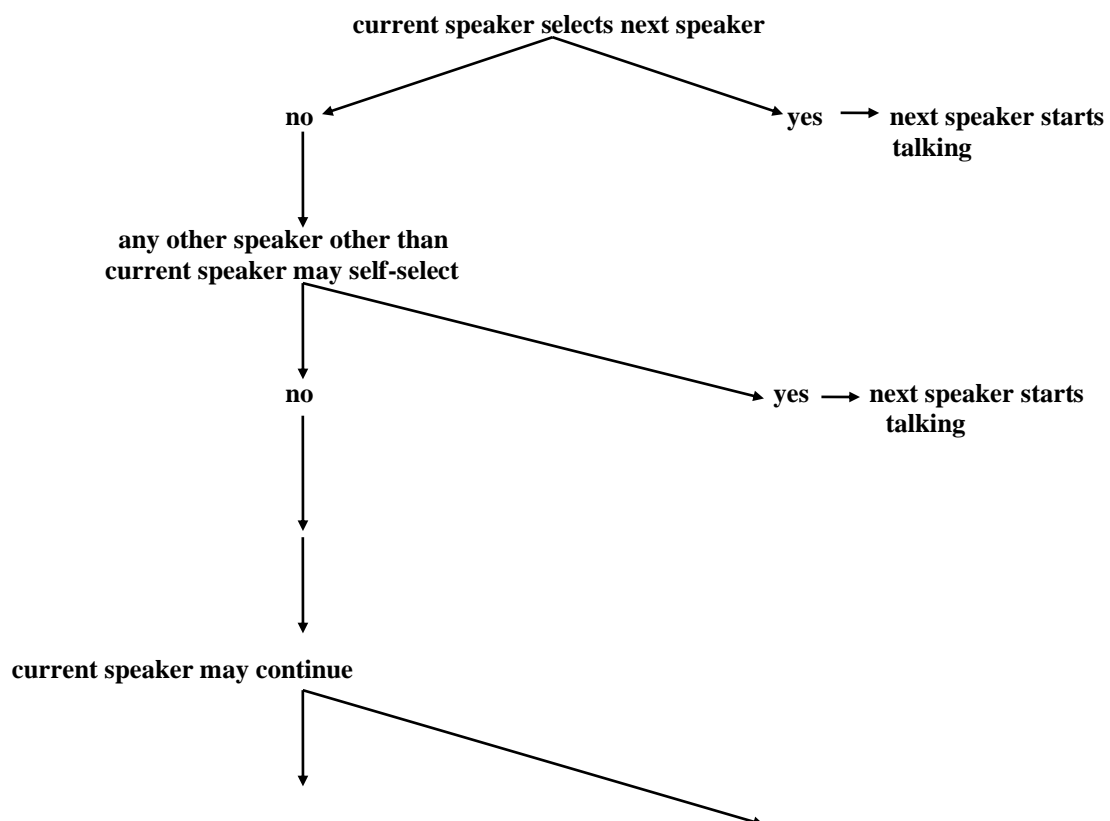 current speaker selects next speaker
no
yes
next speaker starts
talking
any other speaker other than
current speaker may self-select
no
yes
next speaker starts
talking
current speaker may continue